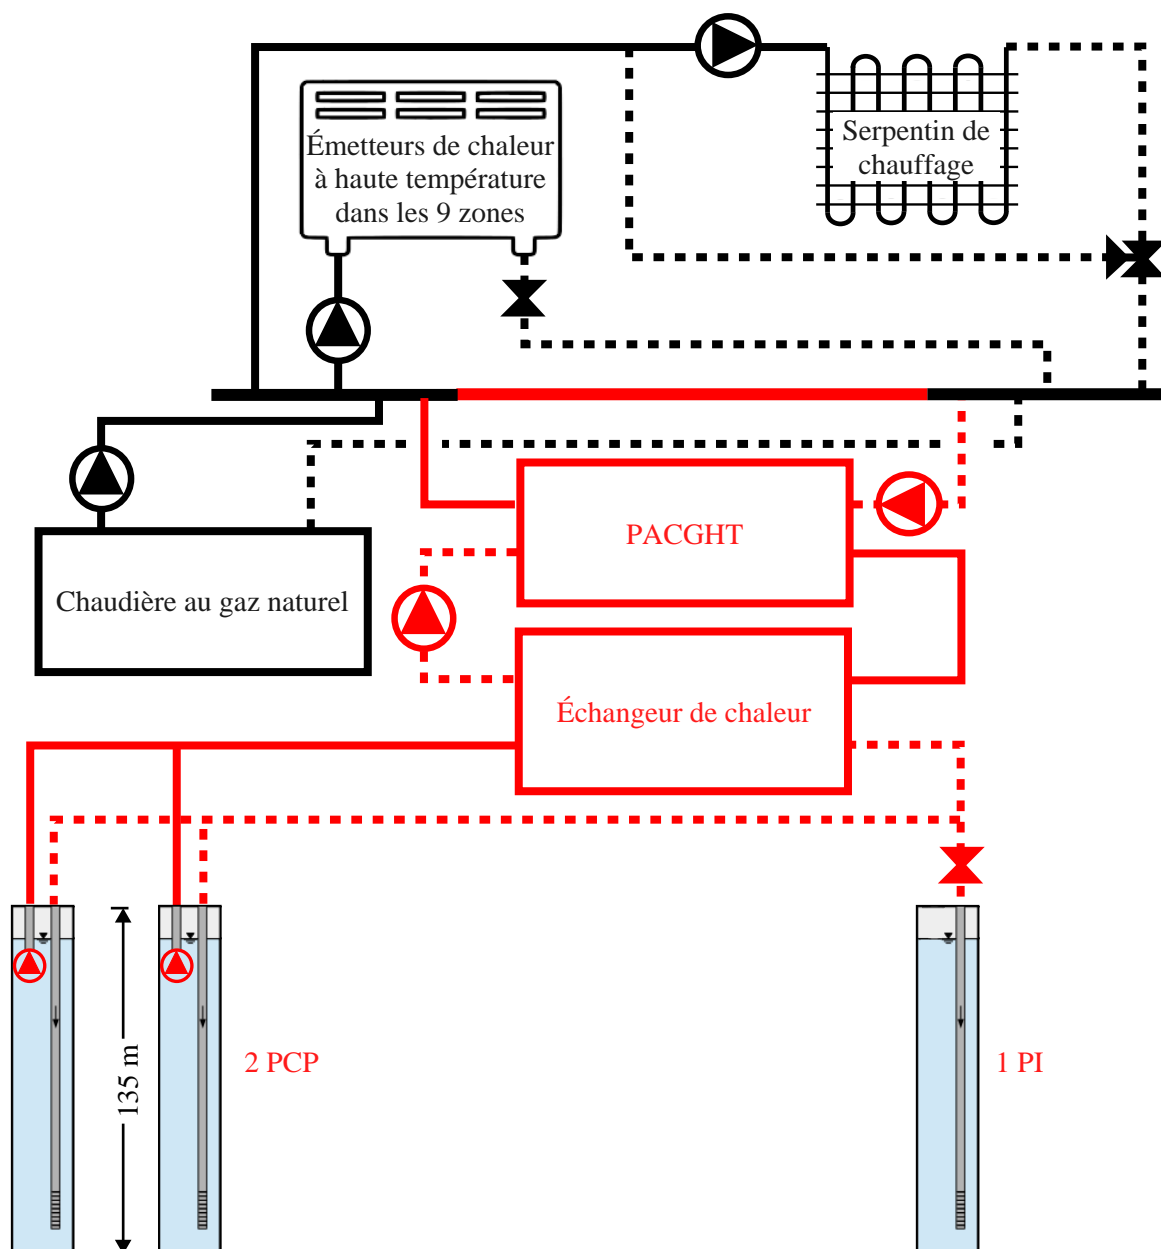 Émetteurs de chaleur
à haute température
dans les 9 zones
Serpentin de
chauffage
PACGHT
Chaudière au gaz naturel
Échangeur de chaleur
135 m
2 PCP
1 PI